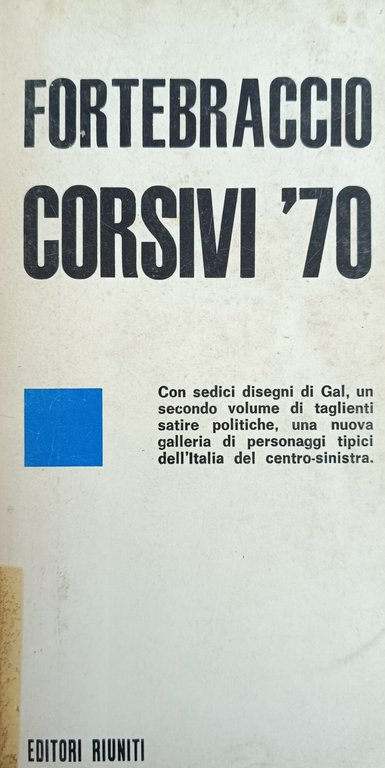 FORTEBRACCIO
CORSIVI '70
Con sedici disegni di Gal, un
secondo volume di taglienti
satire politiche, una nuova
galleria di personaggi tipici
dell'Italia del centro-sinistra.
EDITORI RIUNITI